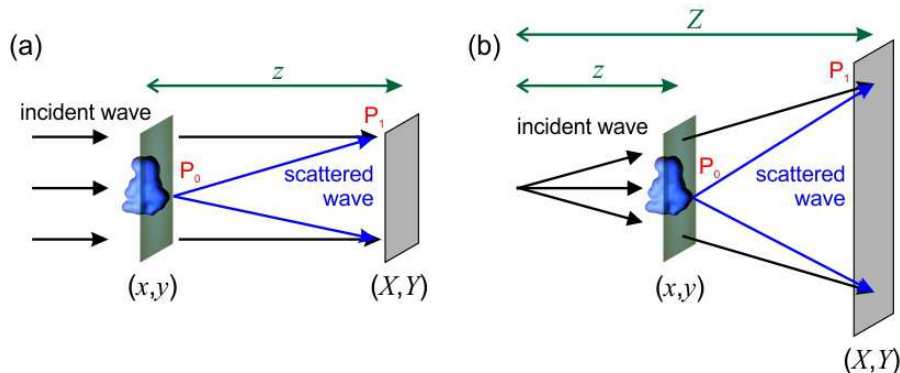 (a)
z
incident wave
P₀
P₁
scattered
wave
(x,y)
(X,Y)
(b)
Z
z
incident wave
P₀
P₁
scattered
wave
(x,y)
(X,Y)